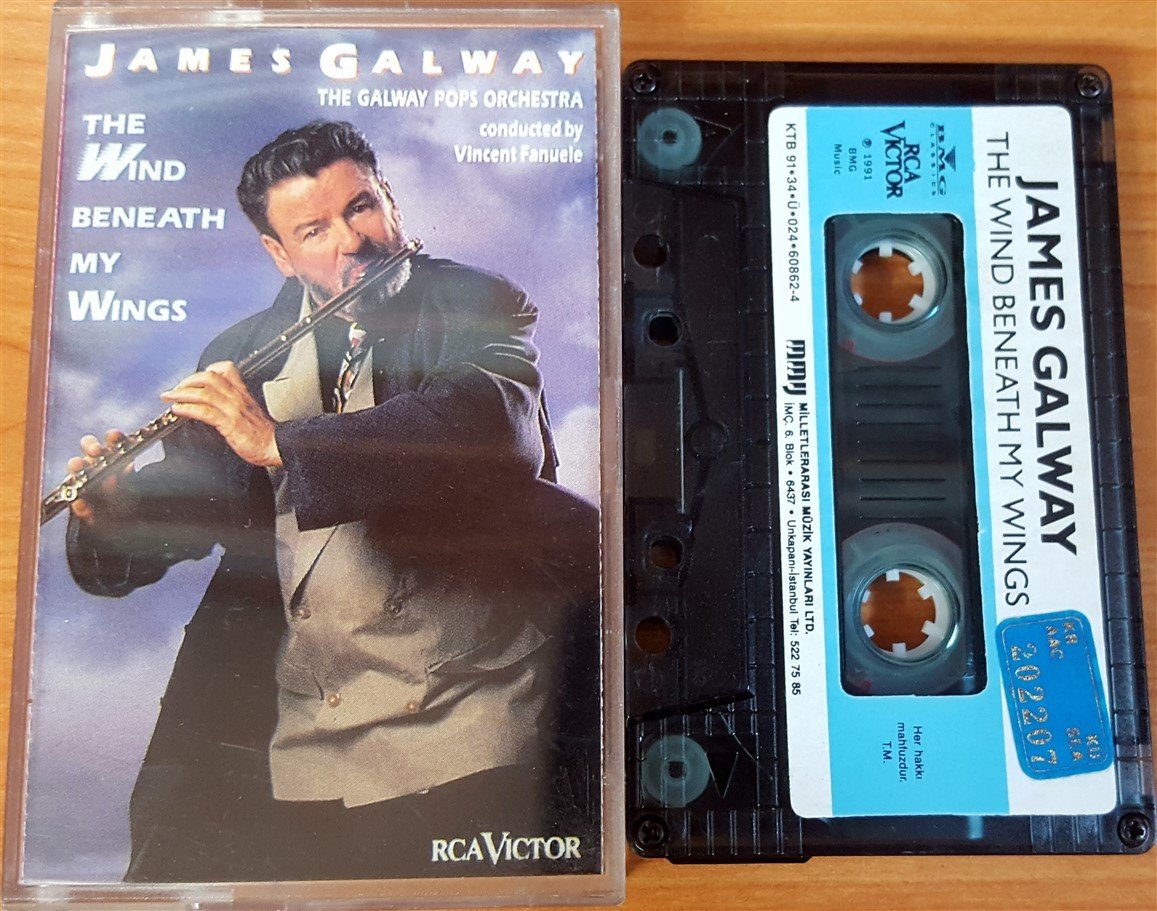 JAMES GALWAY
THE GALWAY POPS ORCHESTRA
conducted by
Vincent Fanuele
THE
WIND
BENEATH
MY
WINGS
RCA VICTOR
JAMES GALWAY
THE WIND BENEATH MY WINGS
BMG
CLASSICS
RCA
VICTOR
℗ 1991
BMG
Music
KTB 91•34•Ü•024•60862-4
MMY
MİLLETLERARASI MÜZİK YAYINLARI LTD.
İMÇ. 6. Blok • 6437 • Unkapanı-İstanbul Tel: 522 75 85
Her hakkı
mahfuzdur.
T.M.
202207